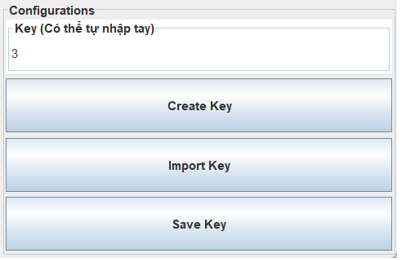 Configurations
Key (Có thể tự nhập tay)
3
Create Key
Import Key
Save Key